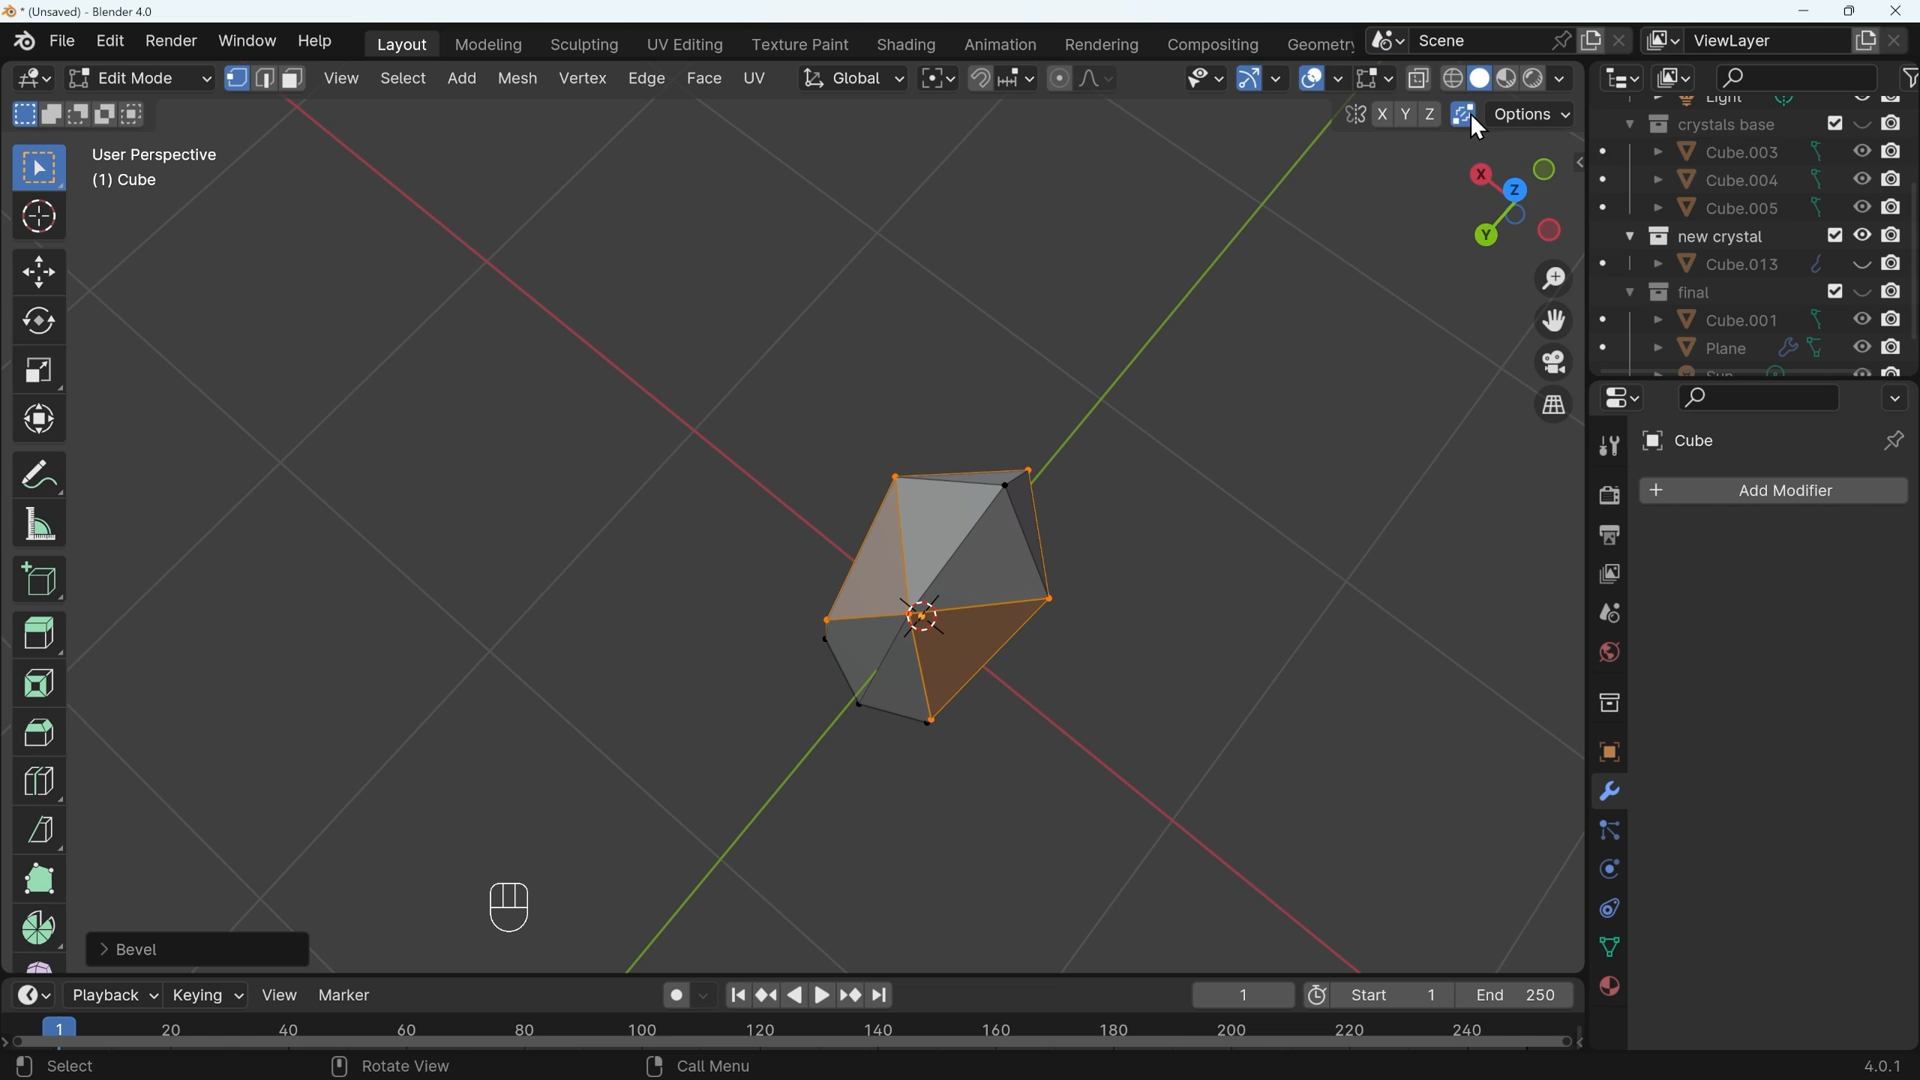 * (Unsaved) - Blender 4.0
File Edit Render Window Help Layout Modeling Sculpting UV Editing Texture Paint Shading Animation Rendering Compositing Geometry Scene ViewLayer
Edit Mode View Select Add Mesh Vertex Edge Face UV Global
X Y Z Options
User Perspective
(1) Cube
X
Z
Y
Light
crystals base
Cube.003
Cube.004
Cube.005
new crystal
Cube.013
final
Cube.001
Plane
Sun
Cube
+ Add Modifier
> Bevel
Playback Keying View Marker 1 Start 1 End 250
1 20 40 60 80 100 120 140 160 180 200 220 240
Select Rotate View Call Menu 4.0.1